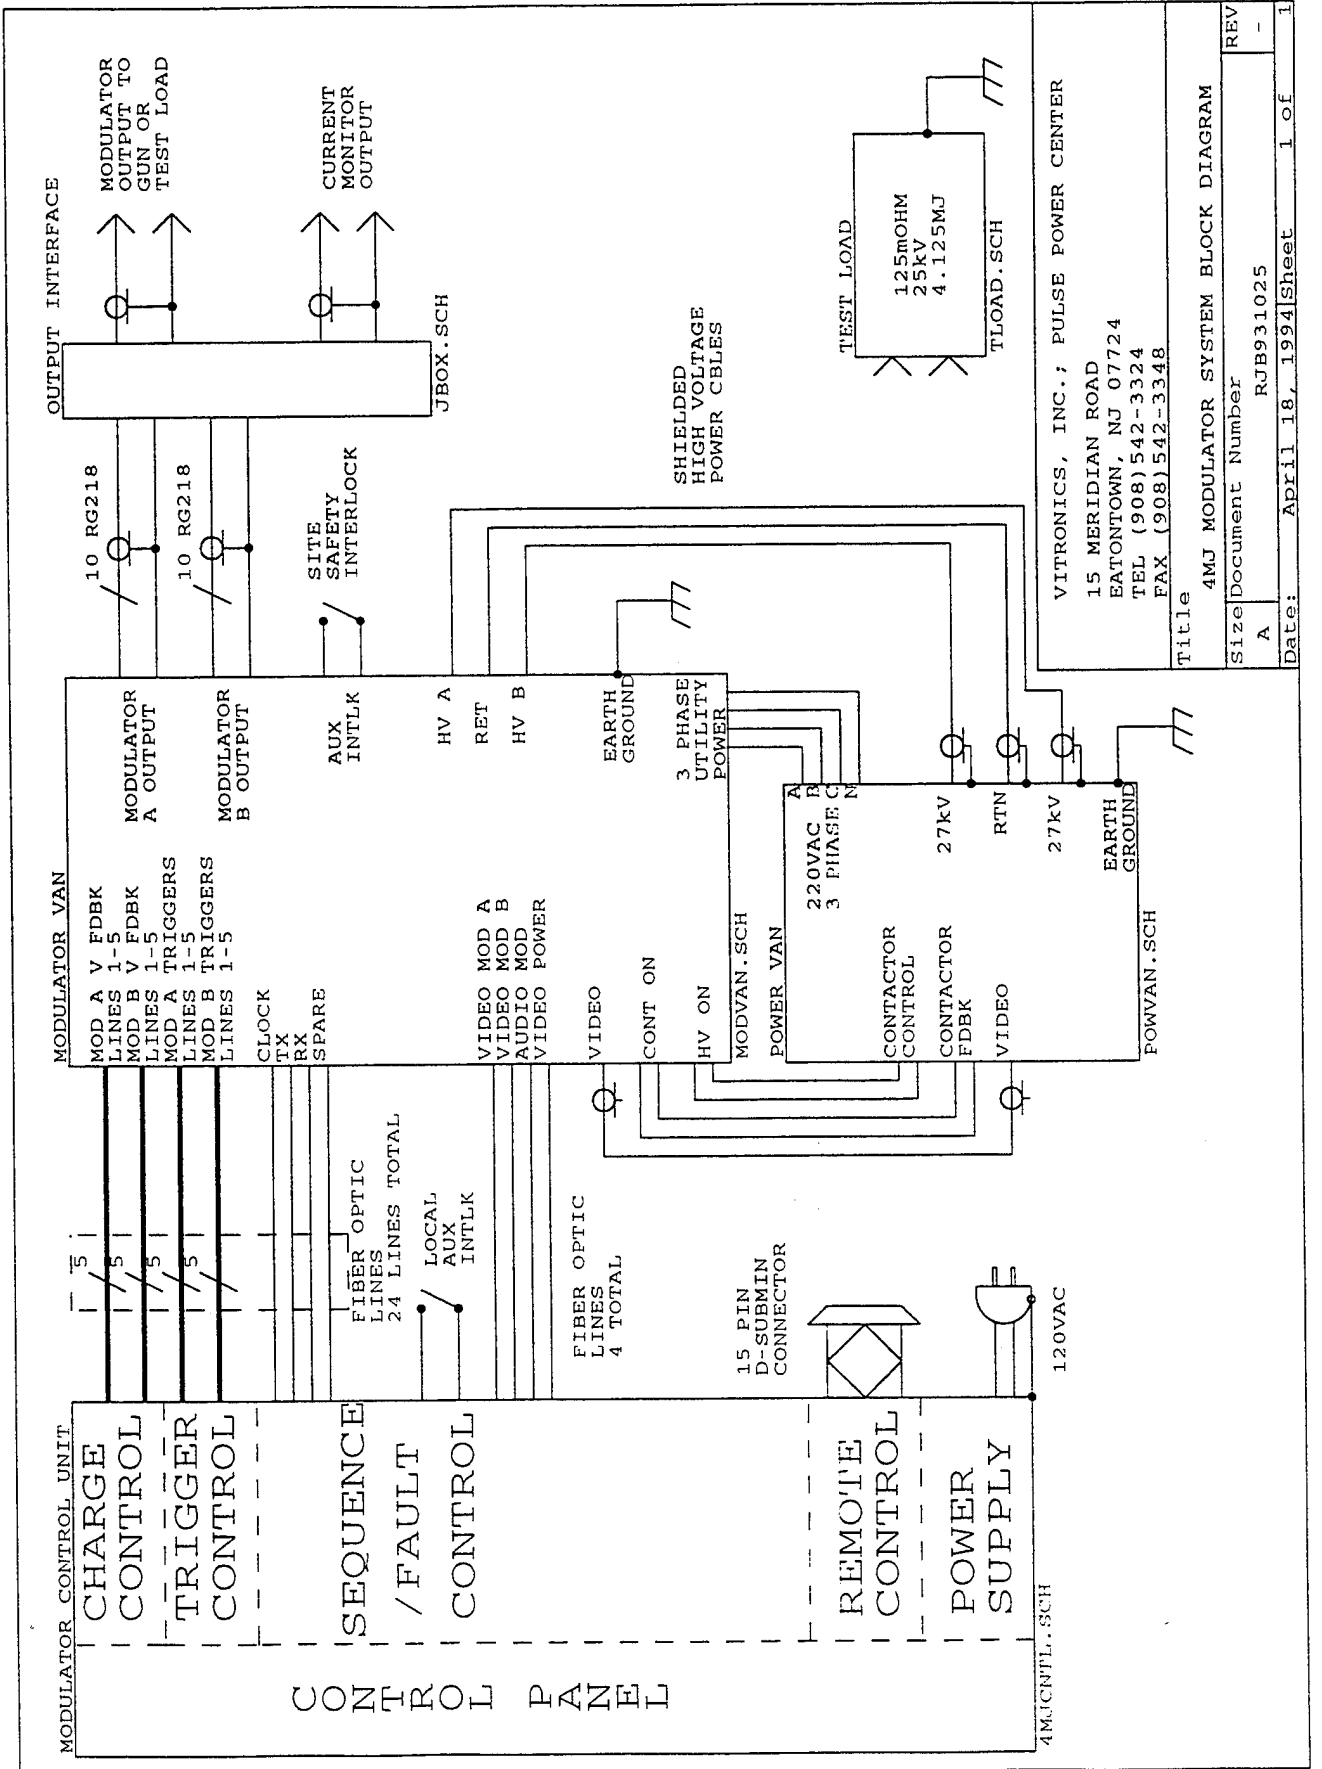 MODULATOR CONTROL UNIT
CONTROL PANEL
CHARGE
CONTROL
TRIGGER
CONTROL
SEQUENCE
/FAULT
CONTROL
REMOTE
CONTROL
POWER
SUPPLY
4MJCNTL.SCH
5
5
5
5
FIBER OPTIC
LINES
24 LINES TOTAL
LOCAL
AUX
INTLK
FIBER OPTIC
LINES
4 TOTAL
15 PIN
D-SUBMIN
CONNECTOR
120VAC
MODULATOR VAN
MOD A V FDBK
LINES 1-5
MOD B V FDBK
LINES 1-5
MOD A TRIGGERS
LINES 1-5
MOD B TRIGGERS
LINES 1-5
CLOCK
TX
RX
SPARE
VIDEO MOD A
VIDEO MOD B
AUDIO MOD
VIDEO POWER
VIDEO
CONT ON
HV ON
MODVAN.SCH
MODULATOR
A OUTPUT
MODULATOR
B OUTPUT
AUX
INTLK
HV A
RET
HV B
EARTH
GROUND
3 PHASE
UTILITY
POWER
POWER VAN
CONTACTOR
CONTROL
CONTACTOR
FDBK
VIDEO
POWVAN.SCH
220VAC
3 PHASE
A
B
C
N
27kV
RTN
27kV
EARTH
GROUND
10 RG218
10 RG218
SITE
SAFETY
INTERLOCK
OUTPUT INTERFACE
JBOX.SCH
MODULATOR
OUTPUT TO
GUN OR
TEST LOAD
CURRENT
MONITOR
OUTPUT
SHIELDED
HIGH VOLTAGE
POWER CBLES
TEST LOAD
125mOHM
25kV
4.125MJ
TLOAD.SCH
VITRONICS, INC.; PULSE POWER CENTER
15 MERIDIAN ROAD
EATONTOWN, NJ 07724
TEL (908)542-3324
FAX (908)542-3348
Title
4MJ MODULATOR SYSTEM BLOCK DIAGRAM
Size Document Number REV
A RJB931025 -
Date: April 18, 1994 Sheet 1 of 1